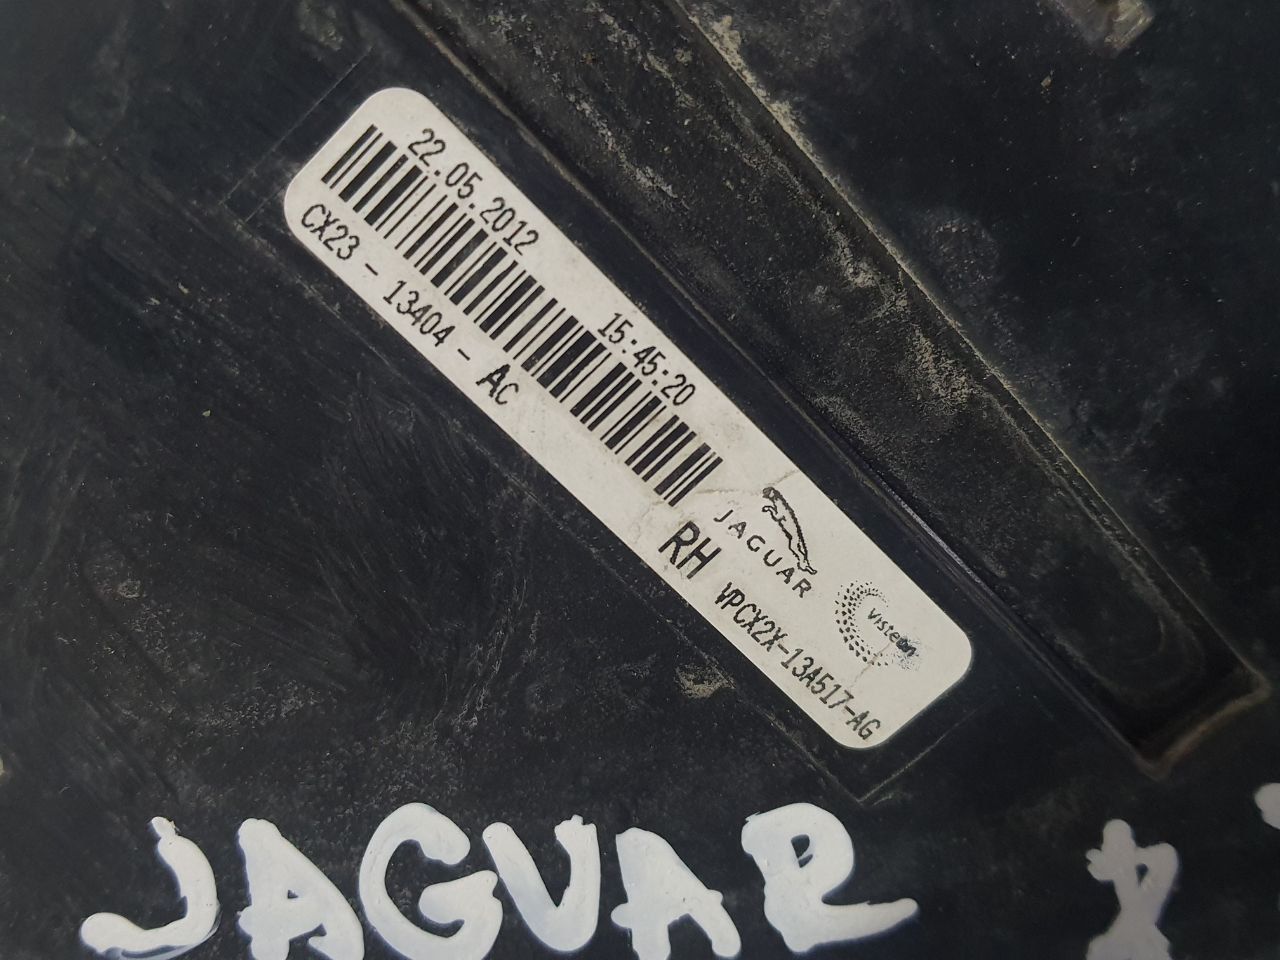 22.05.2012 15:45:20
CX23 - 13404 - AC
RH
JAGUAR
Visteon
VPCX2X-13A517-AG
JAGUAR X